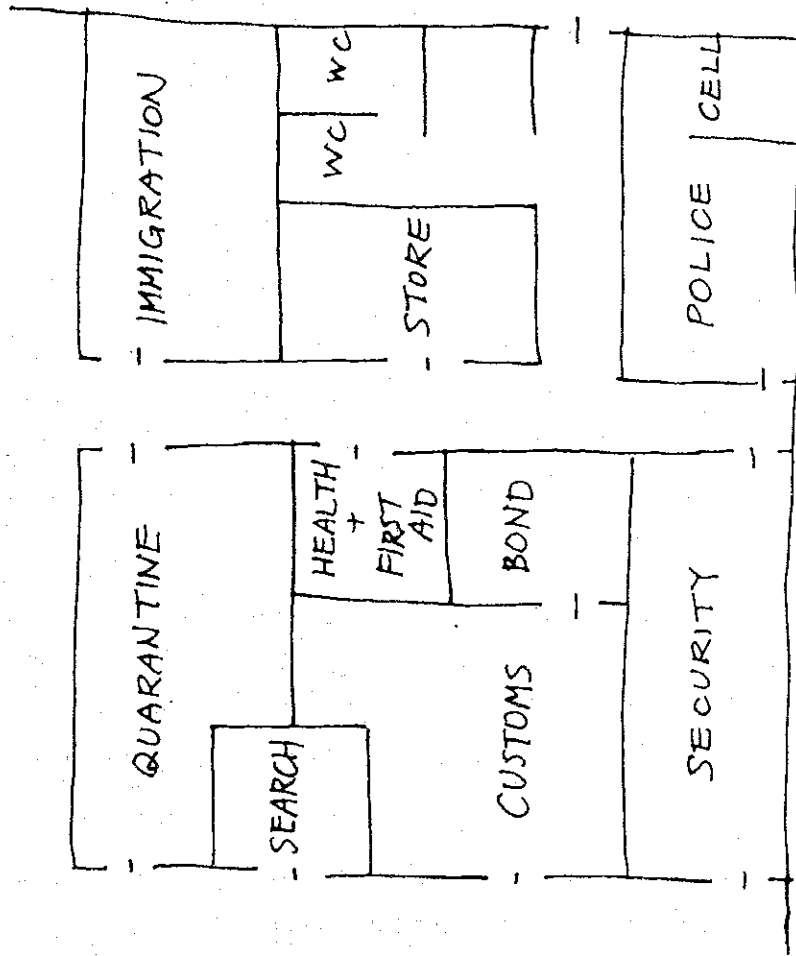 IMMIGRATION
WC
WC
STORE
POLICE
CELL
QUARANTINE
HEALTH
+
FIRST
AID
BOND
SEARCH
CUSTOMS
SECURITY